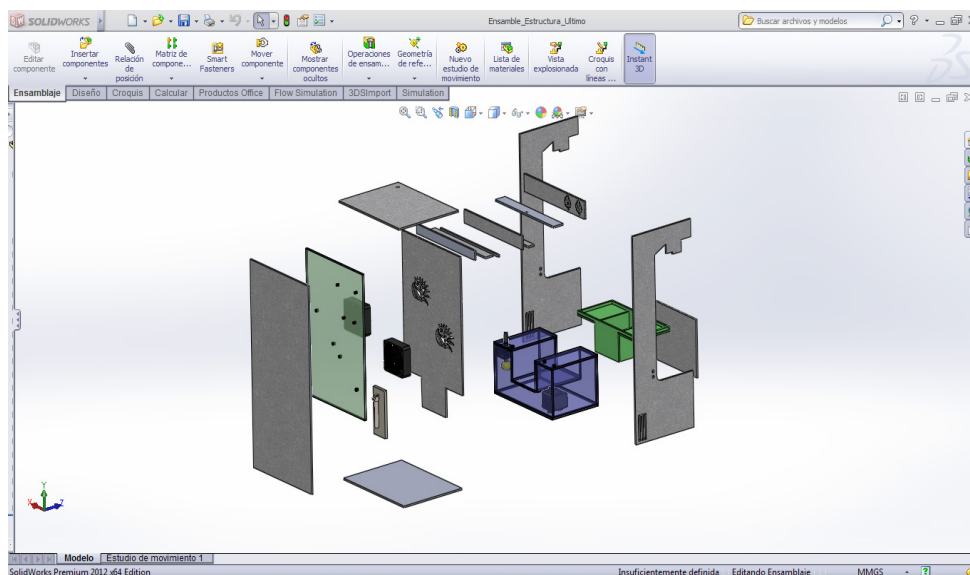 SOLIDWORKS
Ensamble_Estructura_Ultimo
Buscar archivos y modelos
Editar componente
Insertar componentes
Relación de posición
Matriz de compone...
Smart Fasteners
Mover componente
Mostrar componentes ocultos
Operaciones de ensam...
Geometría de refe...
Nuevo estudio de movimiento
Lista de materiales
Vista explosionada
Croquis con líneas ...
Instant 3D
Ensamblaje Diseño Croquis Calcular Productos Office Flow Simulation 3DSImport Simulation
Y
X
Z
Modelo Estudio de movimiento 1
SolidWorks Premium 2012 x64 Edition Insuficientemente definida Editando Ensamblaje MMGS